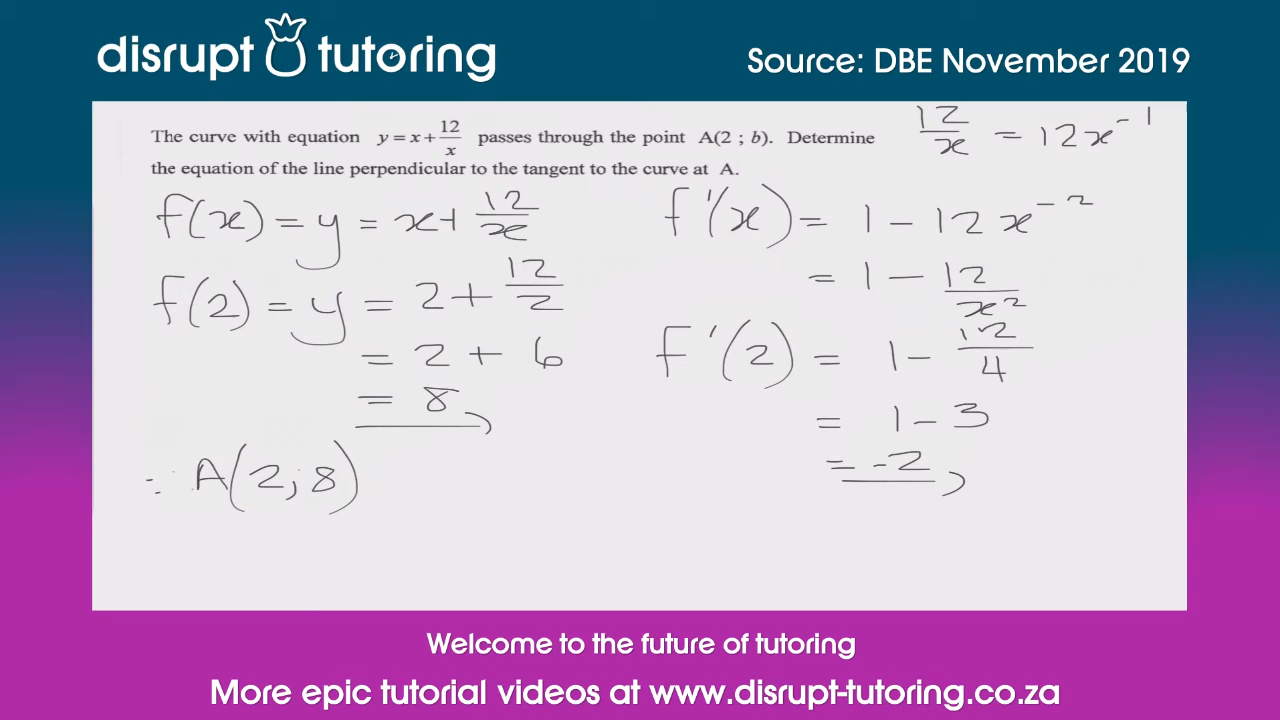 disrupt tutoring
Source: DBE November 2019
The curve with equation y = x + 12/x passes through the point A(2 ; b). Determine
the equation of the line perpendicular to the tangent to the curve at A.
12/x = 12x⁻¹
f(x) = y = x + 12/x
f(2) = y = 2 + 12/2
= 2 + 6
= 8
∴ A(2;8)
f'(x) = 1 - 12x⁻²
= 1 - 12/x²
f'(2) = 1 - 12/4
= 1 - 3
= -2
Welcome to the future of tutoring
More epic tutorial videos at www.disrupt-tutoring.co.za